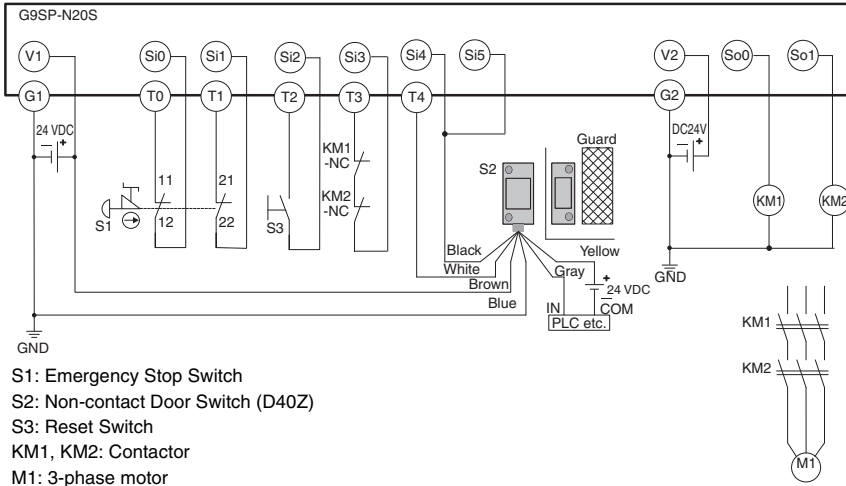 G9SP-N20S
V1 Si0 Si1 Si2 Si3 Si4 Si5 V2 So0 So1
G1 T0 T1 T2 T3 T4 G2
24 VDC
DC24V
Guard
KM1
-NC
S2
11 21
KM2
-NC
KM1 KM2
S1
12 22
S3
Black
Yellow
White
Gray
GND
Brown
24 VDC
Blue
IN COM
PLC etc.
KM1
GND
KM2
S1: Emergency Stop Switch
S2: Non-contact Door Switch (D40Z)
S3: Reset Switch
KM1, KM2: Contactor
M1: 3-phase motor
M1